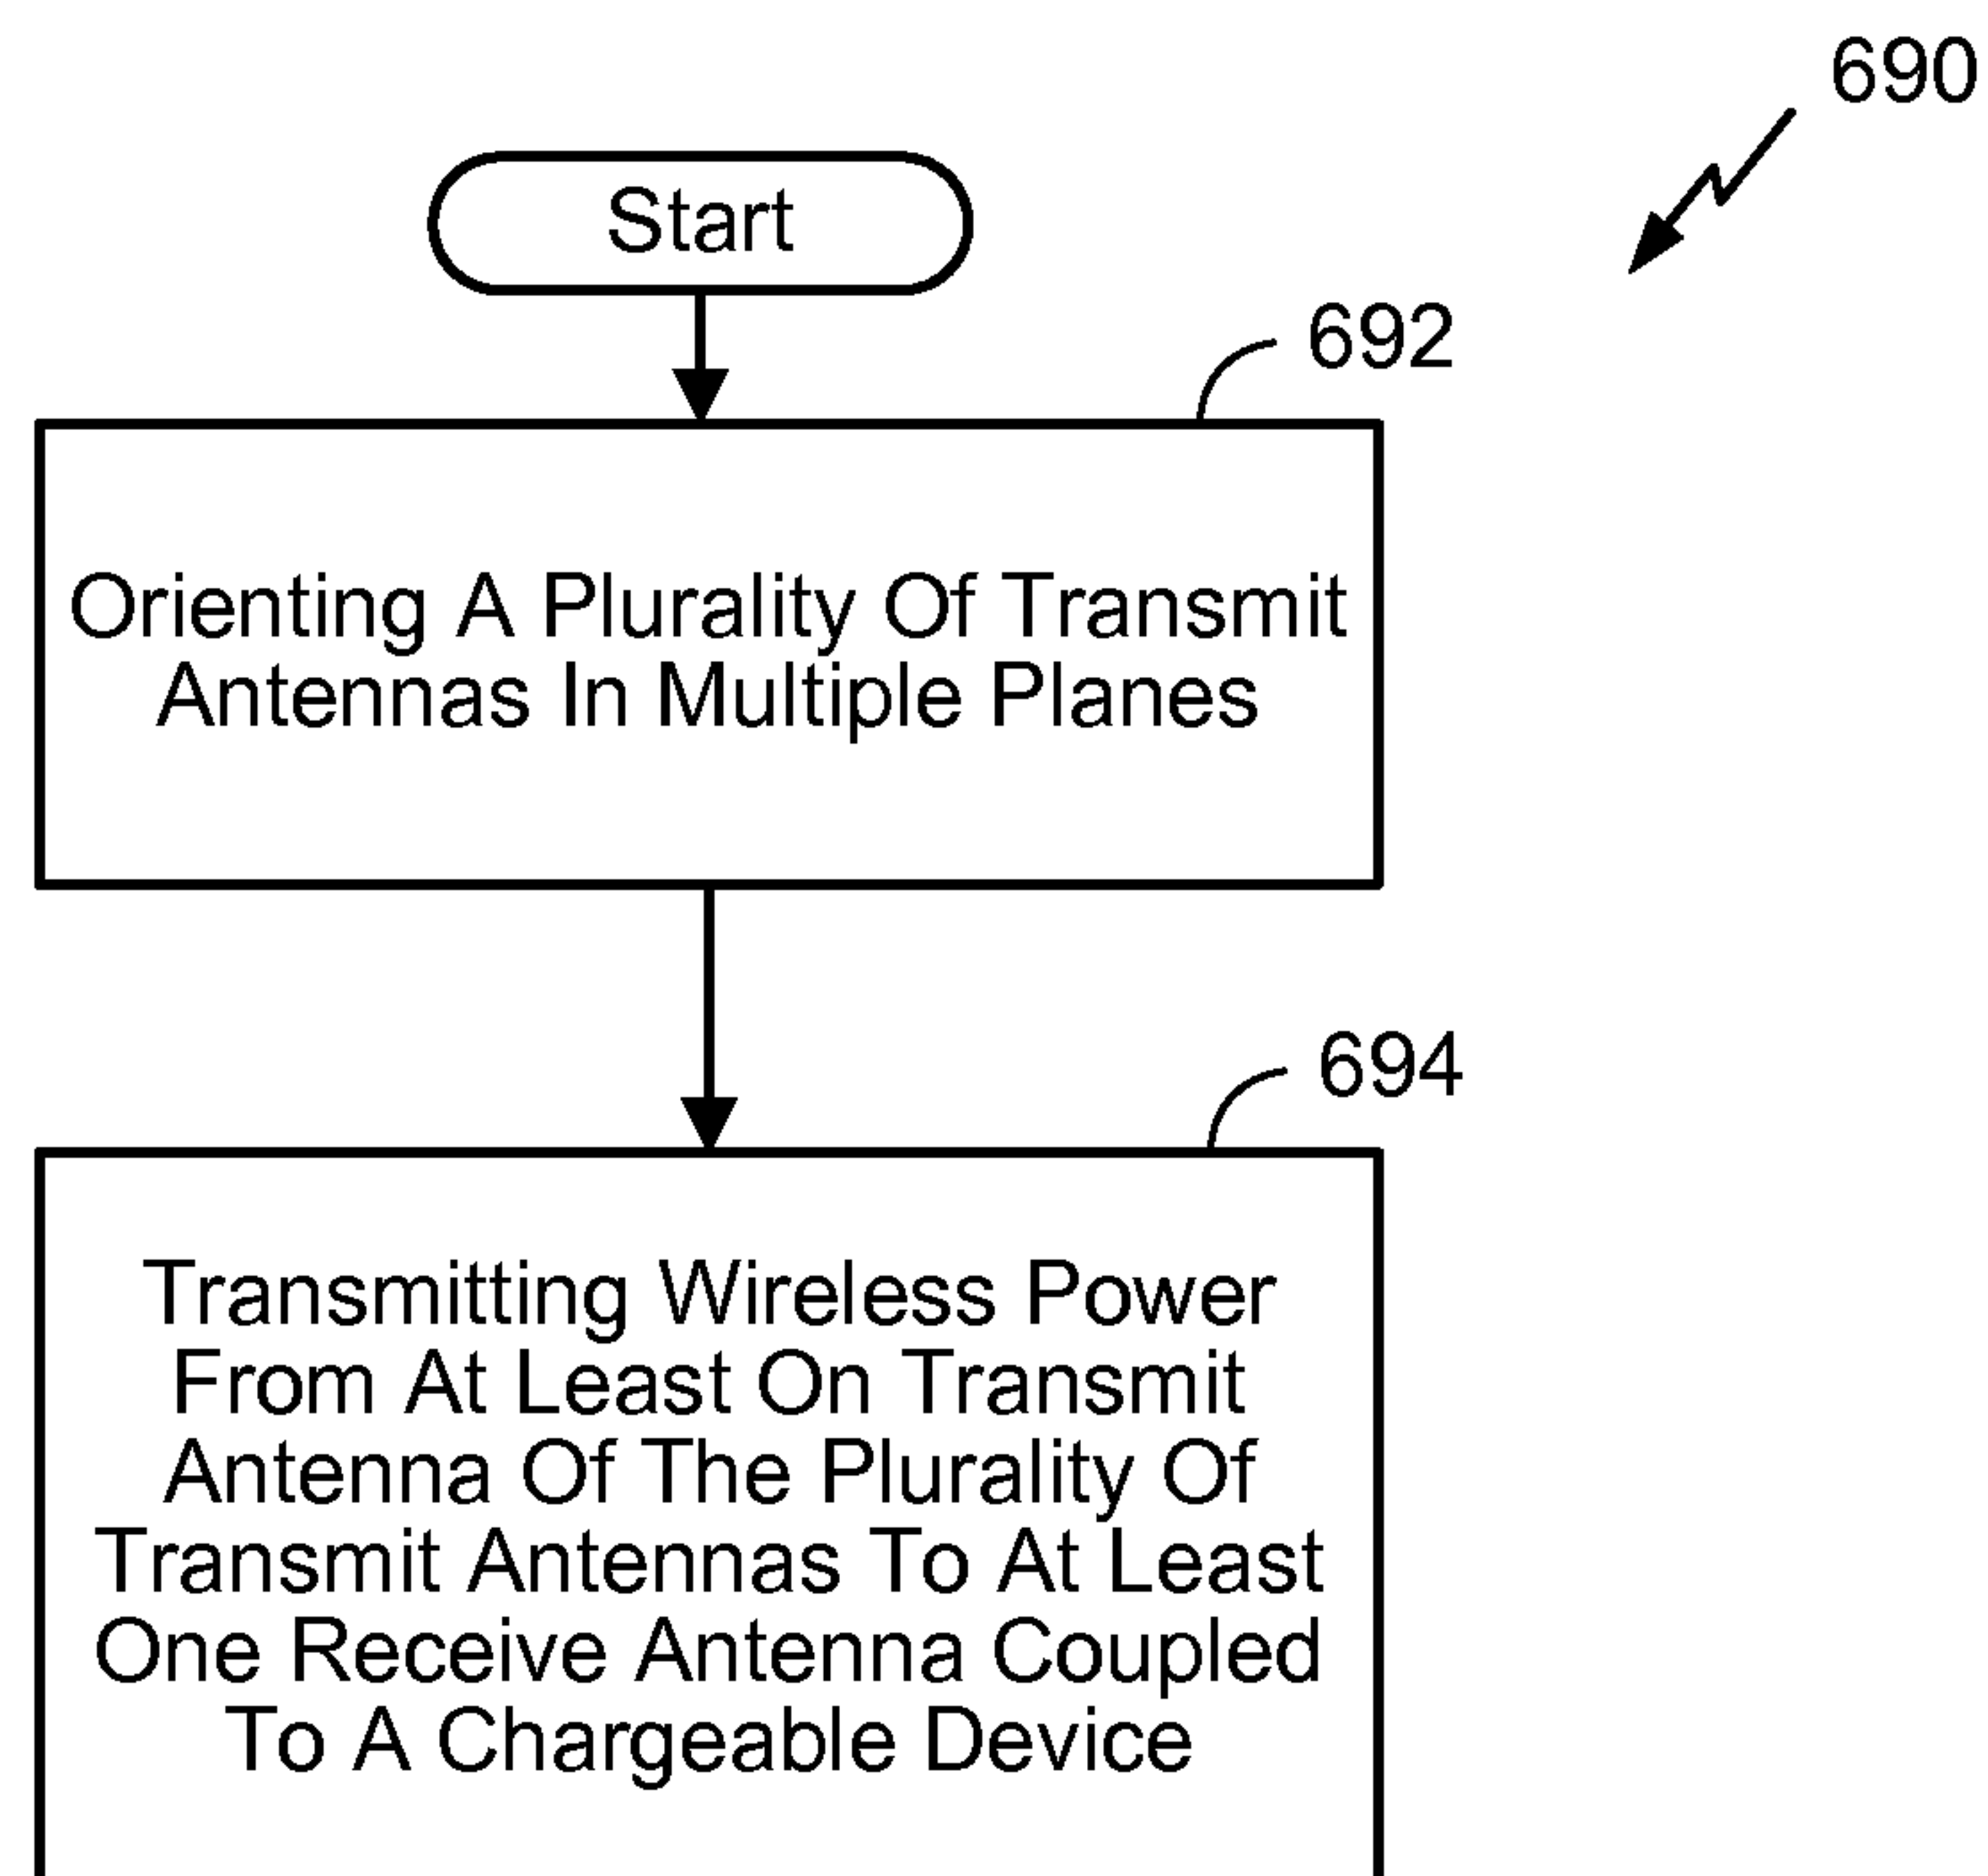 690
Start
692
Orienting A Plurality Of Transmit
Antennas In Multiple Planes
694
Transmitting Wireless Power
From At Least On Transmit
Antenna Of The Plurality Of
Transmit Antennas To At Least
One Receive Antenna Coupled
To A Chargeable Device